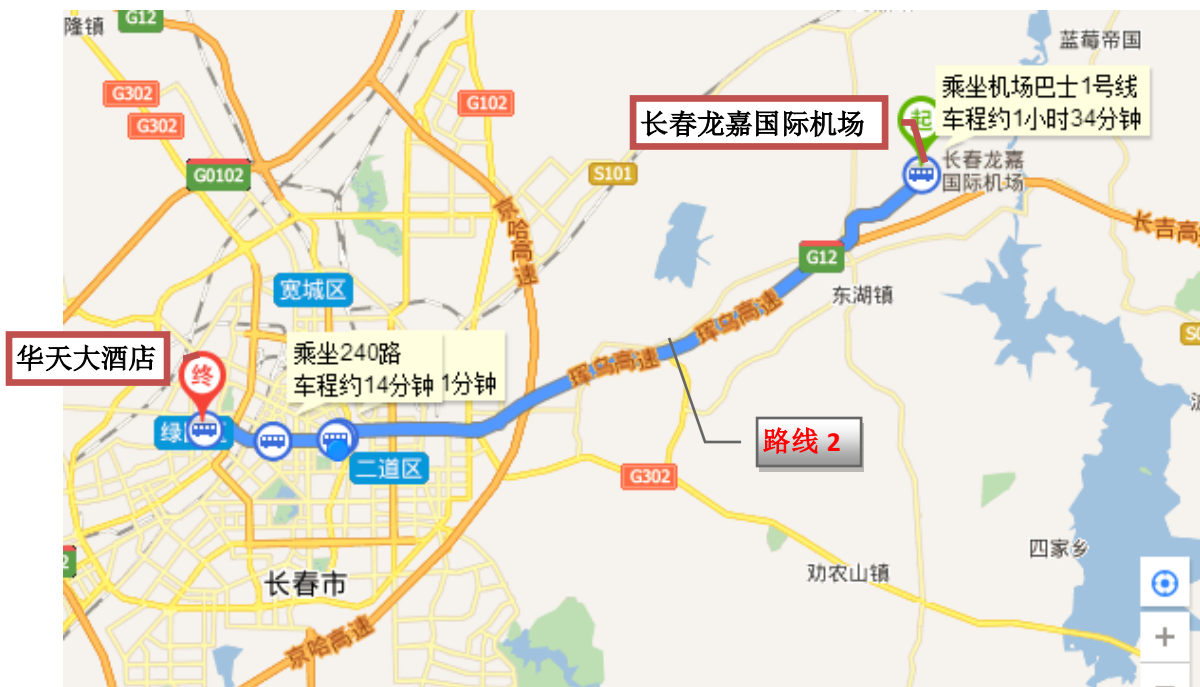 G12
隆镇
蓝莓帝国
G302
G302
G102
乘坐机场巴士1号线
车程约1小时34分钟
起
长春龙嘉国际机场
长春龙嘉
国际机场
G0102
S101
京哈高速
长吉高
G12
东湖镇
宽城区
珲乌高速
珲乌高速
华天大酒店
终
乘坐240路
车程约14分钟
1分钟
绿
二道区
路线 2
G302
四家乡
劝农山镇
长春市
京哈高速